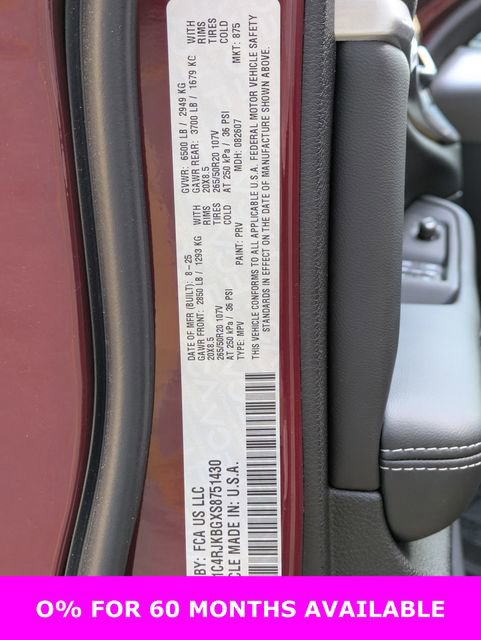 BY: FCA US LLC
DATE OF MFR (BUILT): 8-25
GVWR: 6500 LB / 2949 KG
GAWR FRONT: 2850 LB / 1293 KG WITH
20X8.5 RIMS
265/50R20 107V TIRES
AT 250 kPa / 36 PSI COLD
GAWR REAR: 3700 LB / 1679 KG WITH
20X8.5 RIMS
265/50R20 107V TIRES
AT 250 kPa / 36 PSI COLD
TYPE: MPV PAINT: PRV MDH: 082607 MKT: 875
THIS VEHICLE CONFORMS TO ALL APPLICABLE U.S.A. FEDERAL MOTOR VEHICLE SAFETY
STANDARDS IN EFFECT ON THE DATE OF MANUFACTURE SHOWN ABOVE.
1C4RJKBGXS8751430
CLE MADE IN U.S.A.
0% FOR 60 MONTHS AVAILABLE